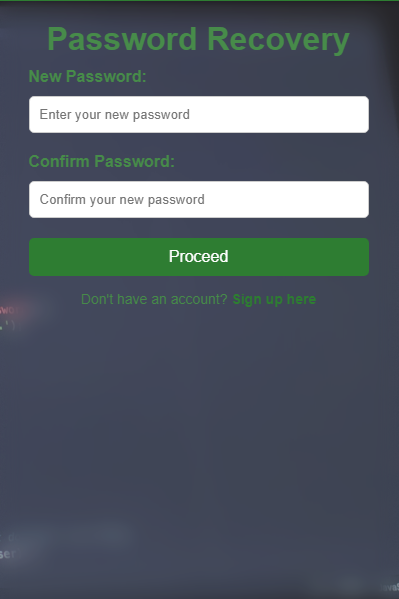 Password Recovery
New Password:
Enter your new password
Confirm Password:
Confirm your new password
Proceed
Don't have an account? Sign up here